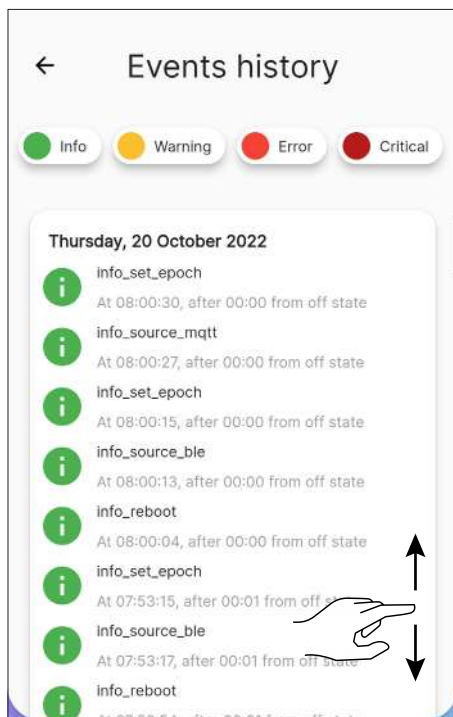 Events history
Info Warning Error Critical
Thursday, 20 October 2022
info_set_epoch
At 08:00:30, after 00:00 from off state
info_source_mqtt
At 08:00:27, after 00:00 from off state
info_set_epoch
At 08:00:15, after 00:00 from off state
info_source_ble
At 08:00:13, after 00:00 from off state
info_reboot
At 08:00:04, after 00:00 from off state
info_set_epoch
At 07:53:15, after 00:01 from off
info_source_ble
At 07:53:17, after 00:01 from off state
info_reboot